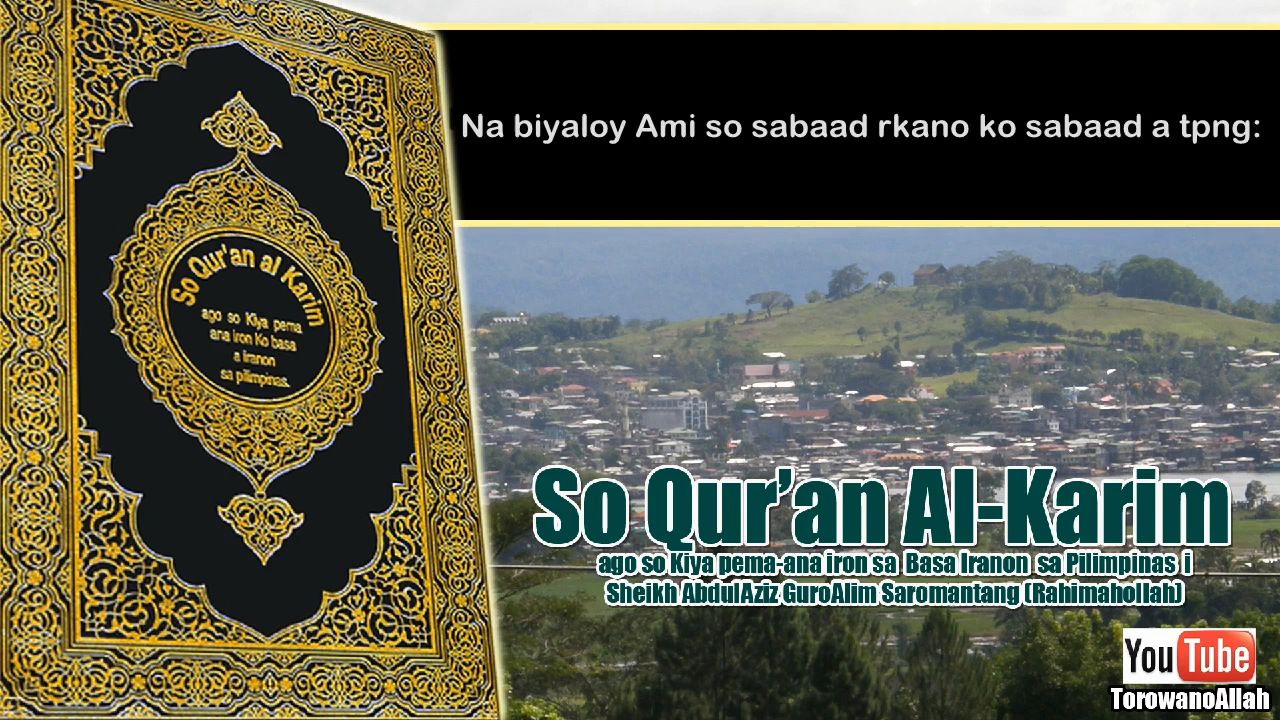 Na biyaloy Ami so sabaad rkano ko sabaad a tpng:
So Qur'an al Karim
ago so Kiya pema
ana iron Ko basa
a Iranon
sa pilimpinas.
So Qur’an Al-Karim
ago so Kiya pema-ana iron sa Basa Iranon sa Pilimpinas i
Sheikh AbdulAziz GuroAlim Saromantang (Rahimahollah)
YouTube
TorowanoAllah